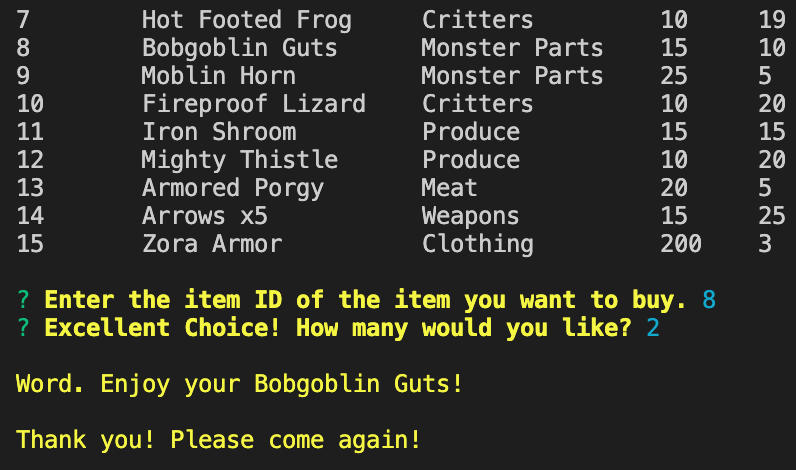 7 Hot Footed Frog Critters 10 19
8 Bobgoblin Guts Monster Parts 15 10
9 Moblin Horn Monster Parts 25 5
10 Fireproof Lizard Critters 10 20
11 Iron Shroom Produce 15 15
12 Mighty Thistle Produce 10 20
13 Armored Porgy Meat 20 5
14 Arrows x5 Weapons 15 25
15 Zora Armor Clothing 200 3
? Enter the item ID of the item you want to buy. 8
? Excellent Choice! How many would you like? 2
Word. Enjoy your Bobgoblin Guts!
Thank you! Please come again!